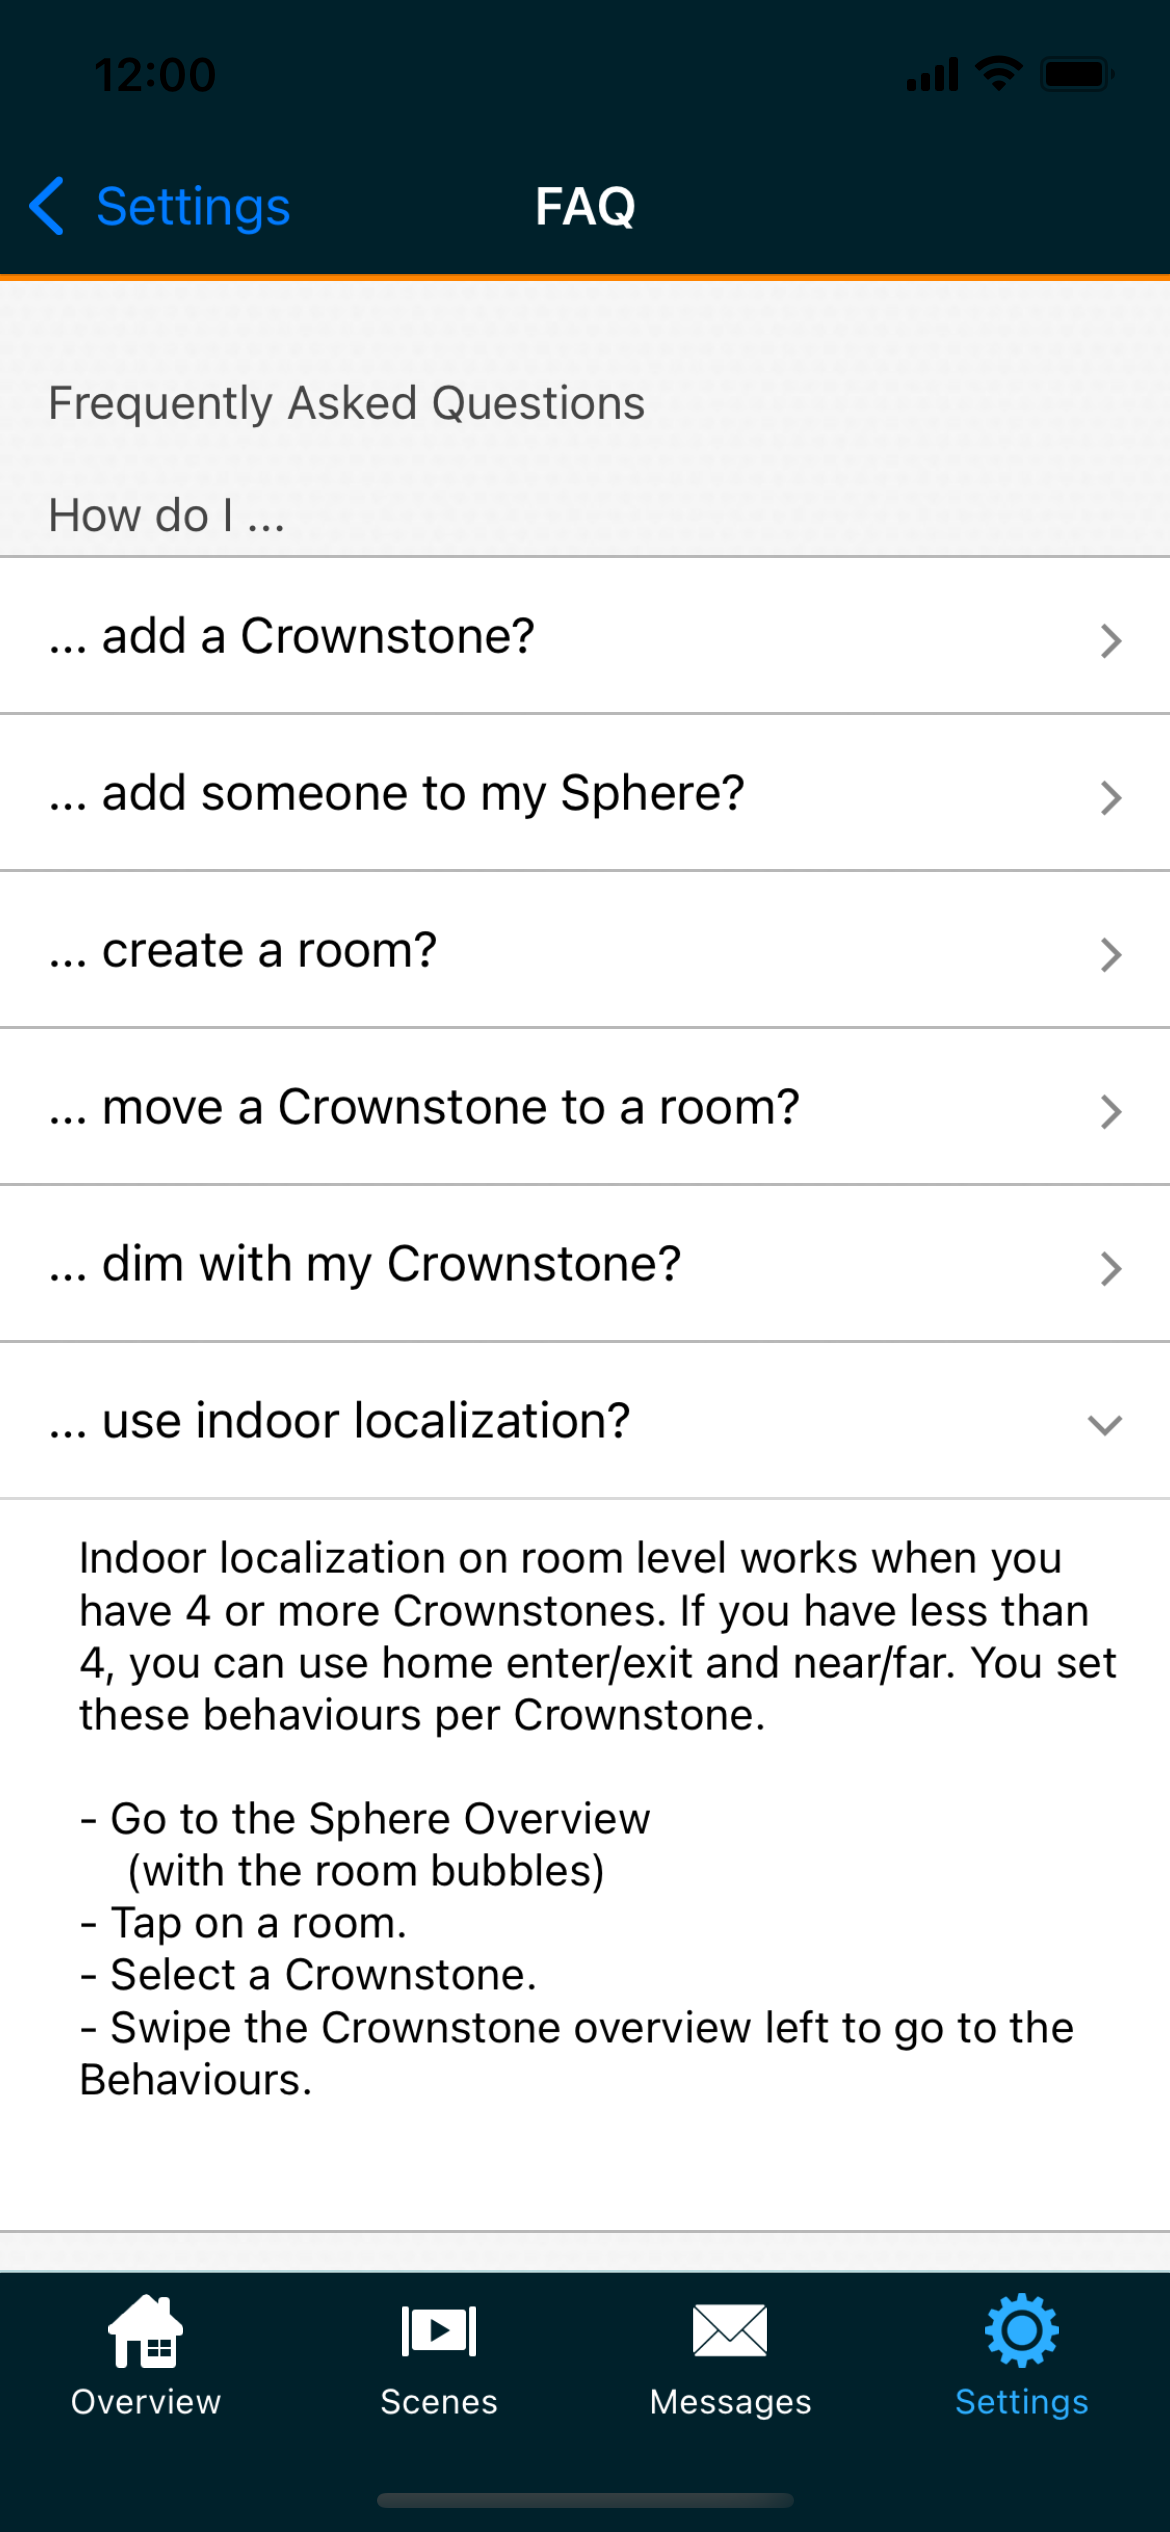 12:00
Settings
FAQ
Frequently Asked Questions
How do I ...
... add a Crownstone?
... add someone to my Sphere?
... create a room?
... move a Crownstone to a room?
... dim with my Crownstone?
... use indoor localization?
Indoor localization on room level works when you
have 4 or more Crownstones. If you have less than
4, you can use home enter/exit and near/far. You set
these behaviours per Crownstone.
- Go to the Sphere Overview
(with the room bubbles)
- Tap on a room.
- Select a Crownstone.
- Swipe the Crownstone overview left to go to the
Behaviours.
Overview
Scenes
Messages
Settings